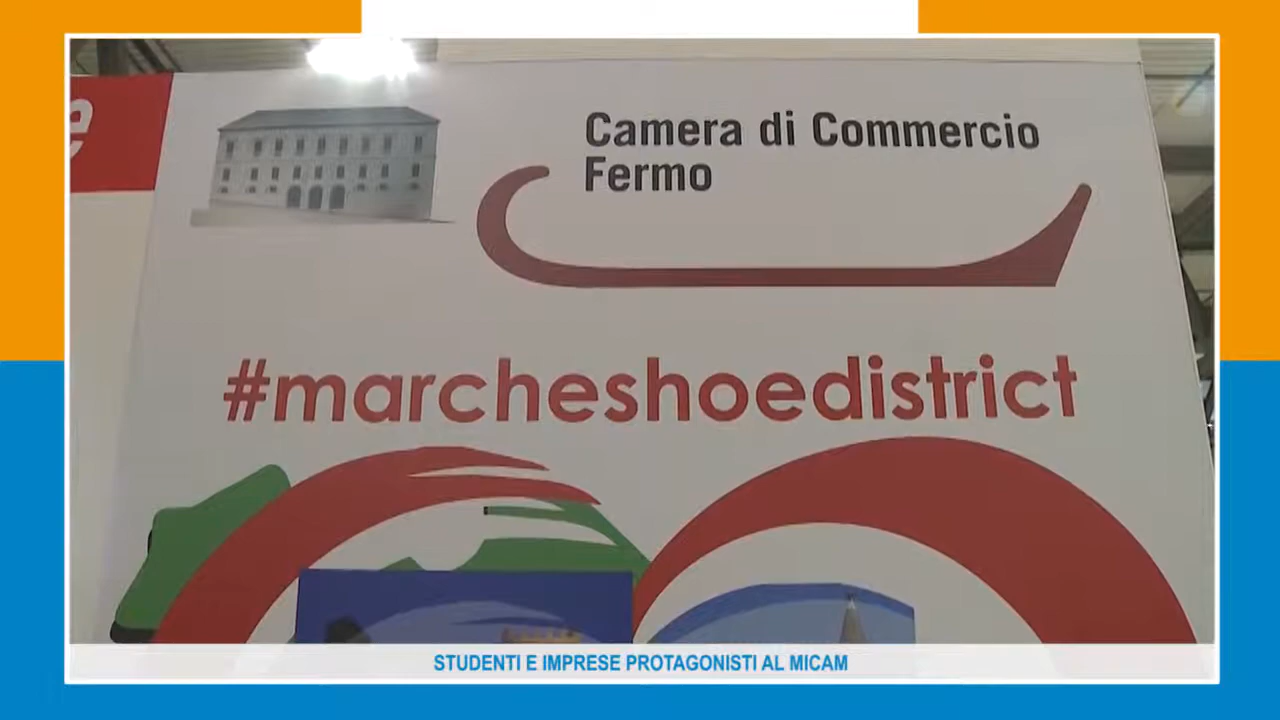 Camera di Commercio
Fermo
#marcheshoedistrict
STUDENTI E IMPRESE PROTAGONISTI AL MICAM